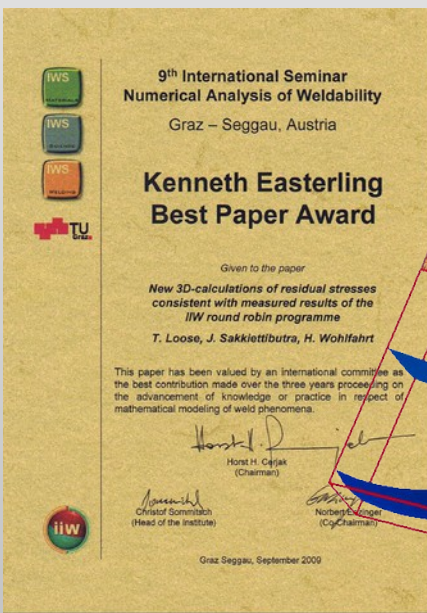 IWS
MATERIALS
IWS
IWS
WELDING
TU
Graz
9th International Seminar
Numerical Analysis of Weldability
Graz – Seggau, Austria
Kenneth Easterling
Best Paper Award
Given to the paper
New 3D-calculations of residual stresses
consistent with measured results of the
IIW round robin programme
T. Loose, J. Sakkiettibutra, H. Wohlfahrt
This paper has been valued by an international committee as
the best contribution made over the three years proceeding on
the advancement of knowledge or practice in respect of
mathematical modeling of weld phenomena.
Horst H. Cerjak
(Chairman)
Christof Sommitsch
(Head of the Institute)
Norbert Enzinger
(Co-Chairman)
iiw
Graz Seggau, September 2009